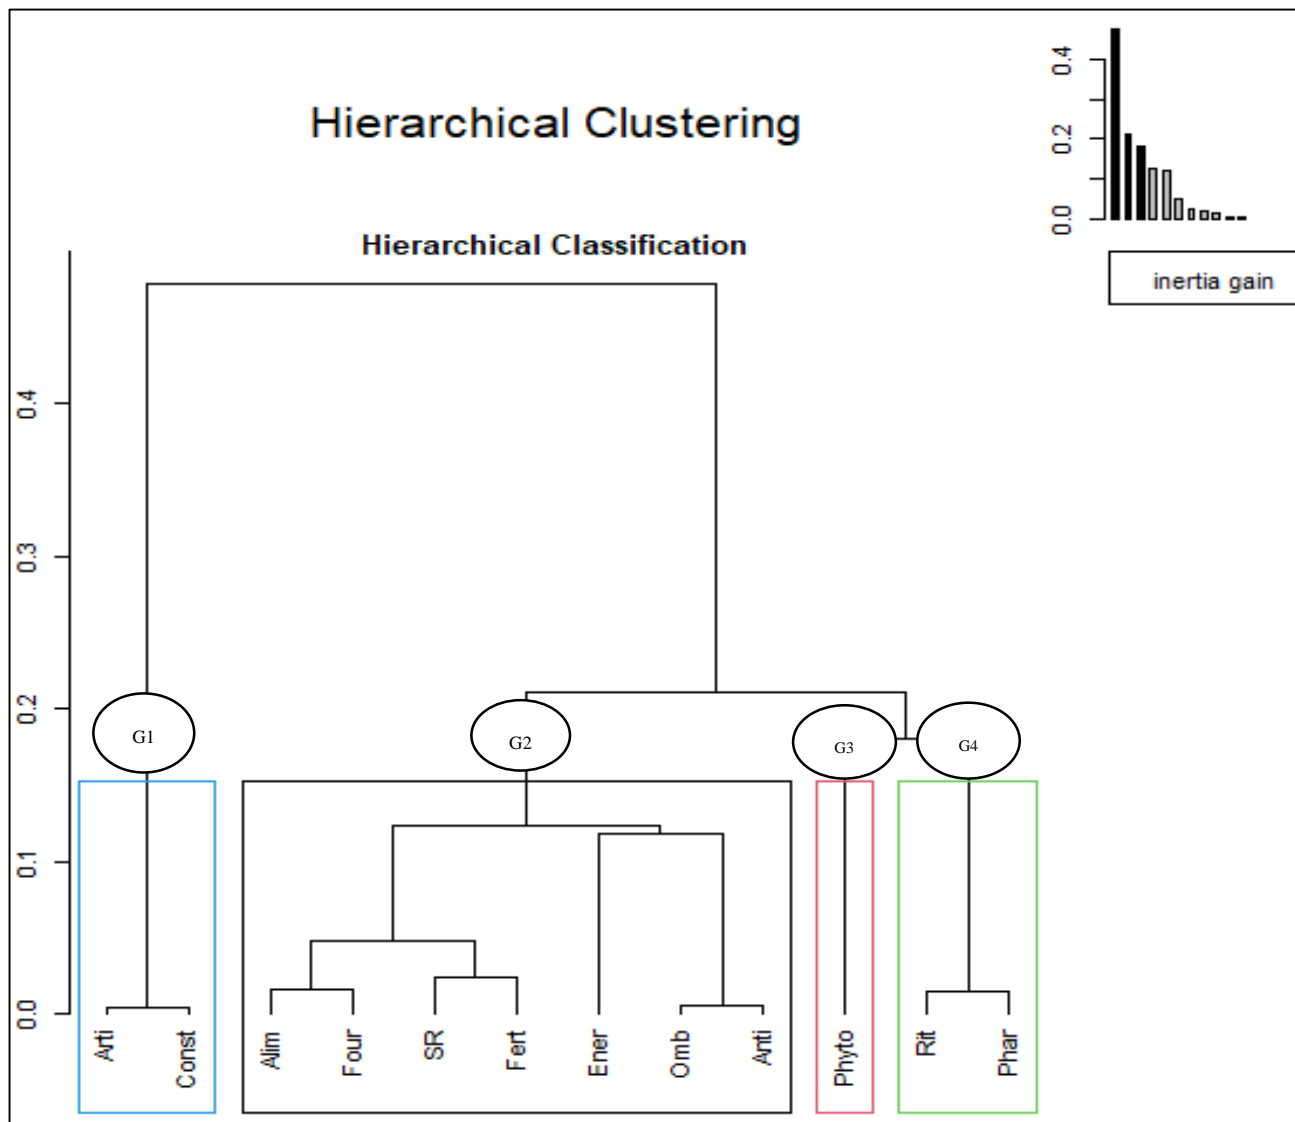 Hierarchical Clustering
0.4
0.2
0.0
inertia gain
Hierarchical Classification
0.4
0.3
0.2
0.1
0.0
G1
G2
G3
G4
Arti
Const
Alim
Four
SR
Fert
Ener
Omb
Anti
Phyto
Rit
Phar